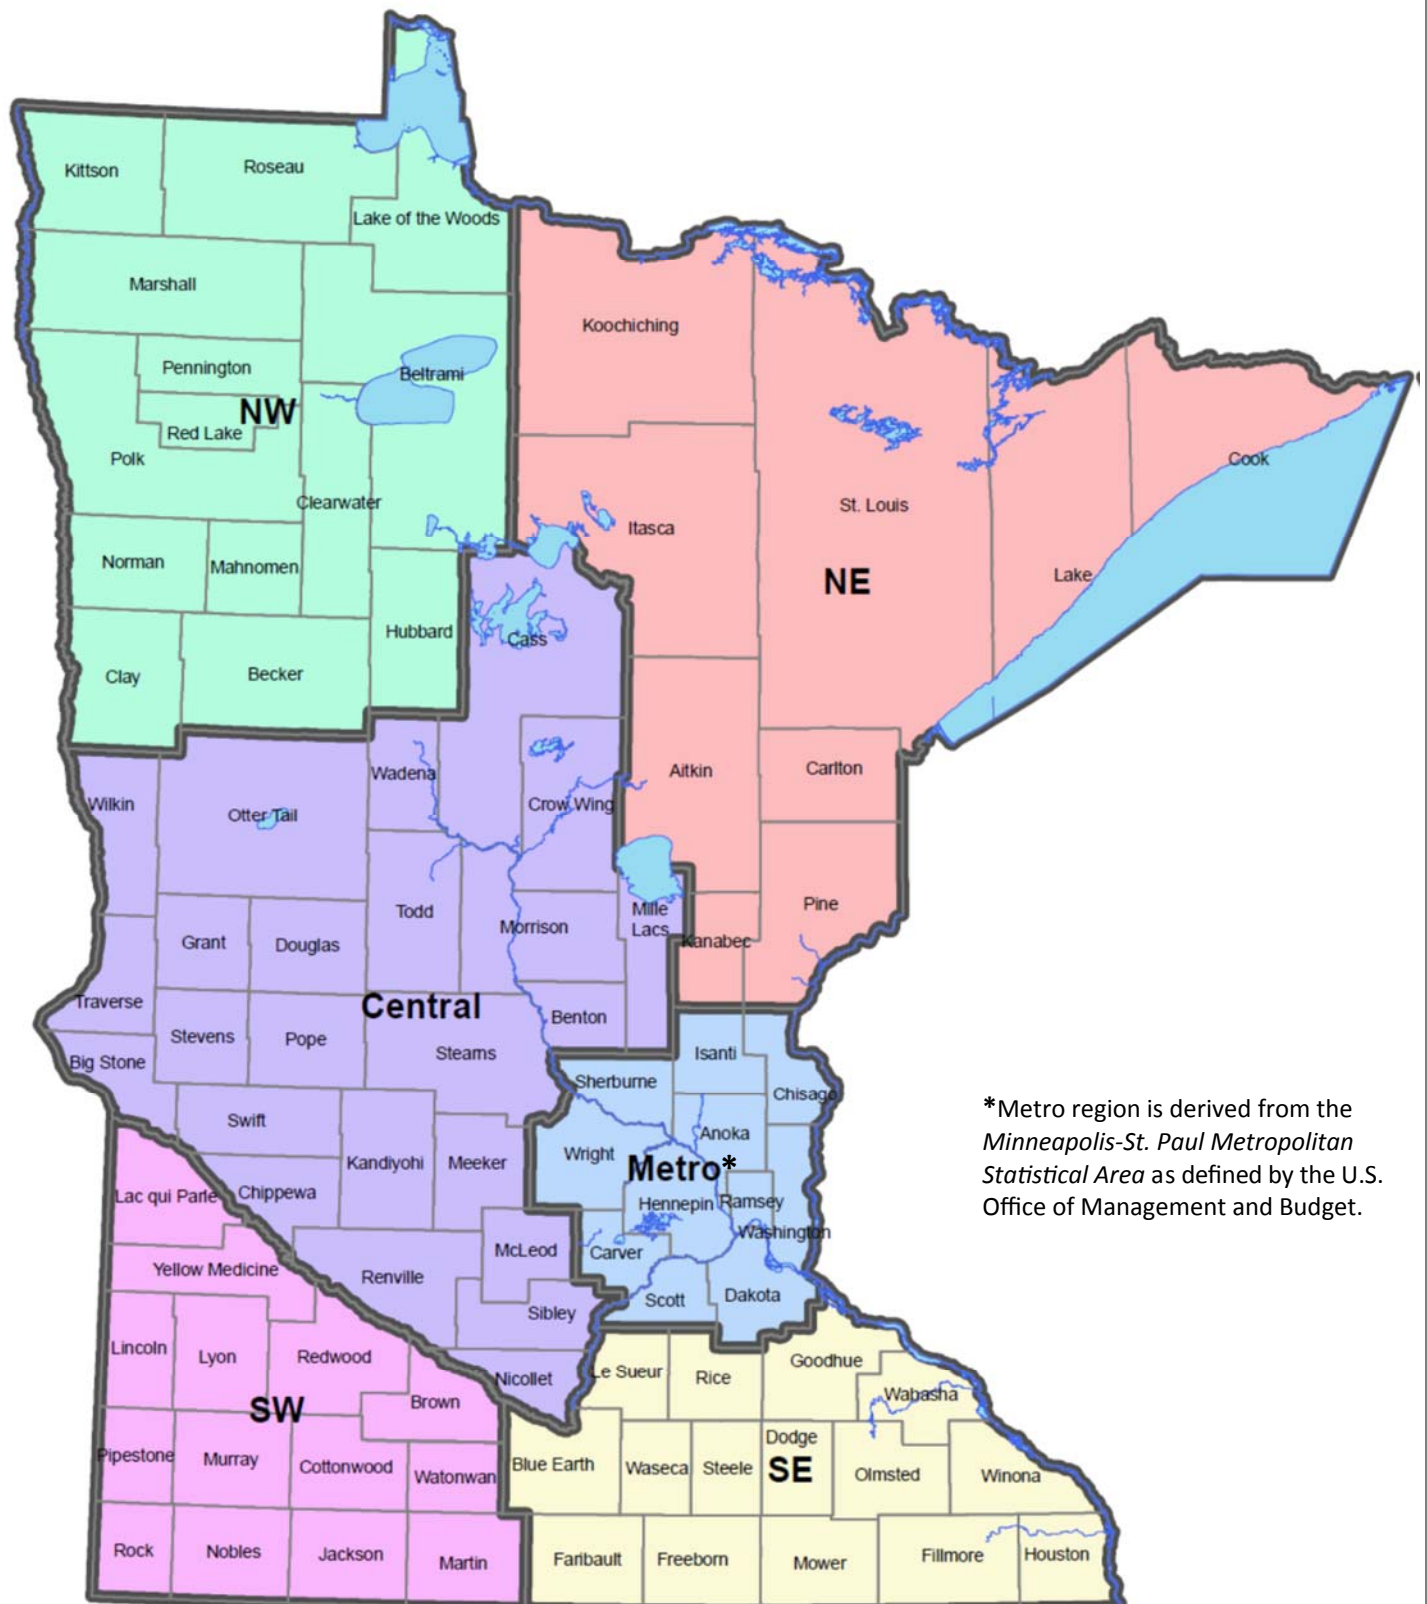 Kittson
Roseau
Lake of the Woods
Marshall
Koochiching
Pennington
Beltrami
NW
Red Lake
Polk
Cook
Clearwater
St. Louis
Itasca
Norman
Mahnomen
Lake
NE
Hubbard
Cass
Clay
Becker
Wadena
Aitkin
Carlton
Wilkin
Otter Tail
Crow Wing
Todd
Mille
Lacs
Pine
Morrison
Grant
Douglas
Kanabec
Traverse
Central
Benton
Stevens
Pope
Stearns
Isanti
Big Stone
Sherburne
Chisago
Swift
Anoka
Wright
Kandiyohi
Meeker
Metro*
Lac qui Parle
Chippewa
Hennepin
Ramsey
Washington
*Metro region is derived from the
Minneapolis-St. Paul Metropolitan
Statistical Area as defined by the U.S.
Office of Management and Budget.
McLeod
Carver
Yellow Medicine
Renville
Scott
Dakota
Sibley
Lincoln
Lyon
Redwood
Nicollet
Le Sueur
Rice
Goodhue
Wabasha
Brown
SW
Dodge
Pipestone
Murray
Cottonwood
Watonwan
Blue Earth
Waseca
Steele
SE
Olmsted
Winona
Rock
Nobles
Jackson
Martin
Faribault
Freeborn
Mower
Fillmore
Houston